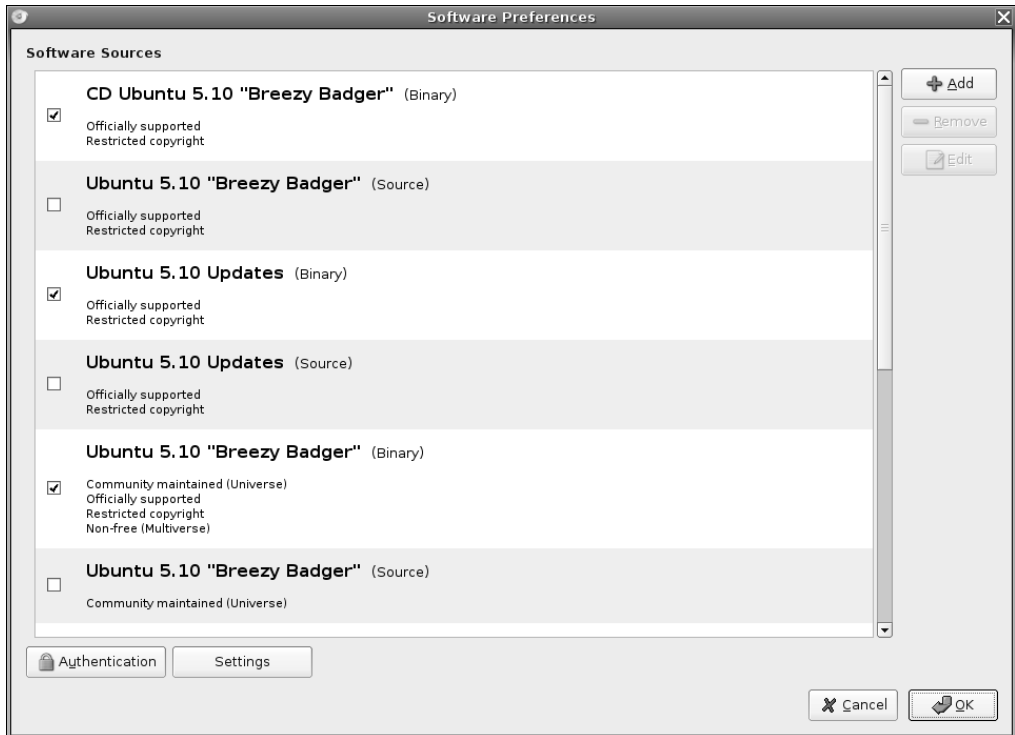 Software Preferences
Software Sources
CD Ubuntu 5.10 "Breezy Badger" (Binary)
Officially supported
Restricted copyright
Ubuntu 5.10 "Breezy Badger" (Source)
Officially supported
Restricted copyright
Ubuntu 5.10 Updates (Binary)
Officially supported
Restricted copyright
Ubuntu 5.10 Updates (Source)
Officially supported
Restricted copyright
Ubuntu 5.10 "Breezy Badger" (Binary)
Community maintained (Universe)
Officially supported
Restricted copyright
Non-free (Multiverse)
Ubuntu 5.10 "Breezy Badger" (Source)
Community maintained (Universe)
Add
Remove
Edit
Authentication
Settings
Cancel
OK